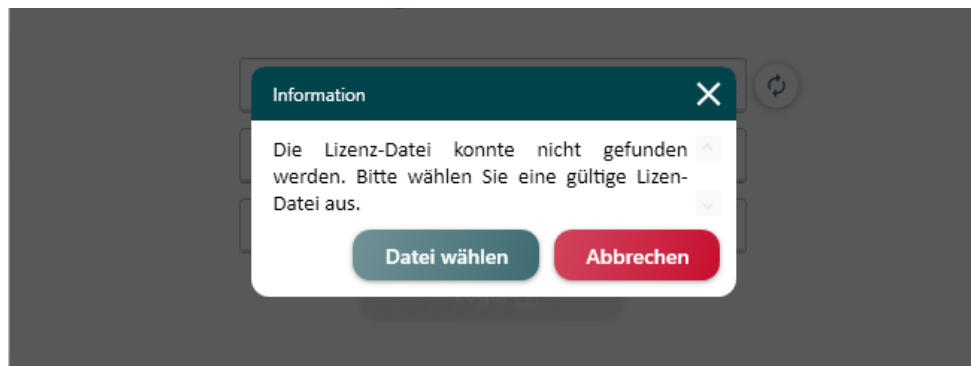 Information
Die Lizenz-Datei konnte nicht gefunden
werden. Bitte wählen Sie eine gültige Lizen-
Datei aus.
Datei wählen
Abbrechen
Login